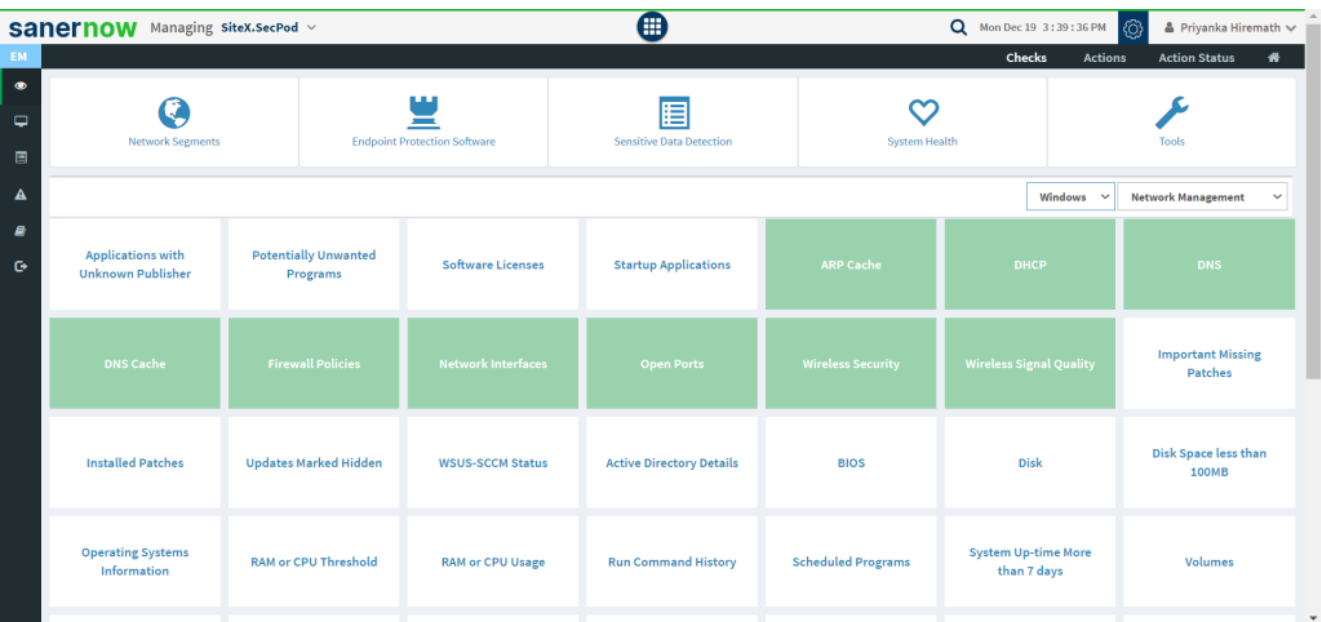 sanernow Managing SiteX.SecPod Mon Dec 19 3:39:36 PM Priyanka Hiremath
EM Checks Actions Action Status
Network Segments Endpoint Protection Software Sensitive Data Detection System Health Tools
Windows Network Management
Applications with
Unknown Publisher
Potentially Unwanted
Programs
Software Licenses
Startup Applications
ARP Cache
DHCP
DNS
DNS Cache
Firewall Policies
Network Interfaces
Open Ports
Wireless Security
Wireless Signal Quality
Important Missing
Patches
Installed Patches
Updates Marked Hidden
WSUS-SCCM Status
Active Directory Details
BIOS
Disk
Disk Space less than
100MB
Operating Systems
Information
RAM or CPU Threshold
RAM or CPU Usage
Run Command History
Scheduled Programs
System Up-time More
than 7 days
Volumes